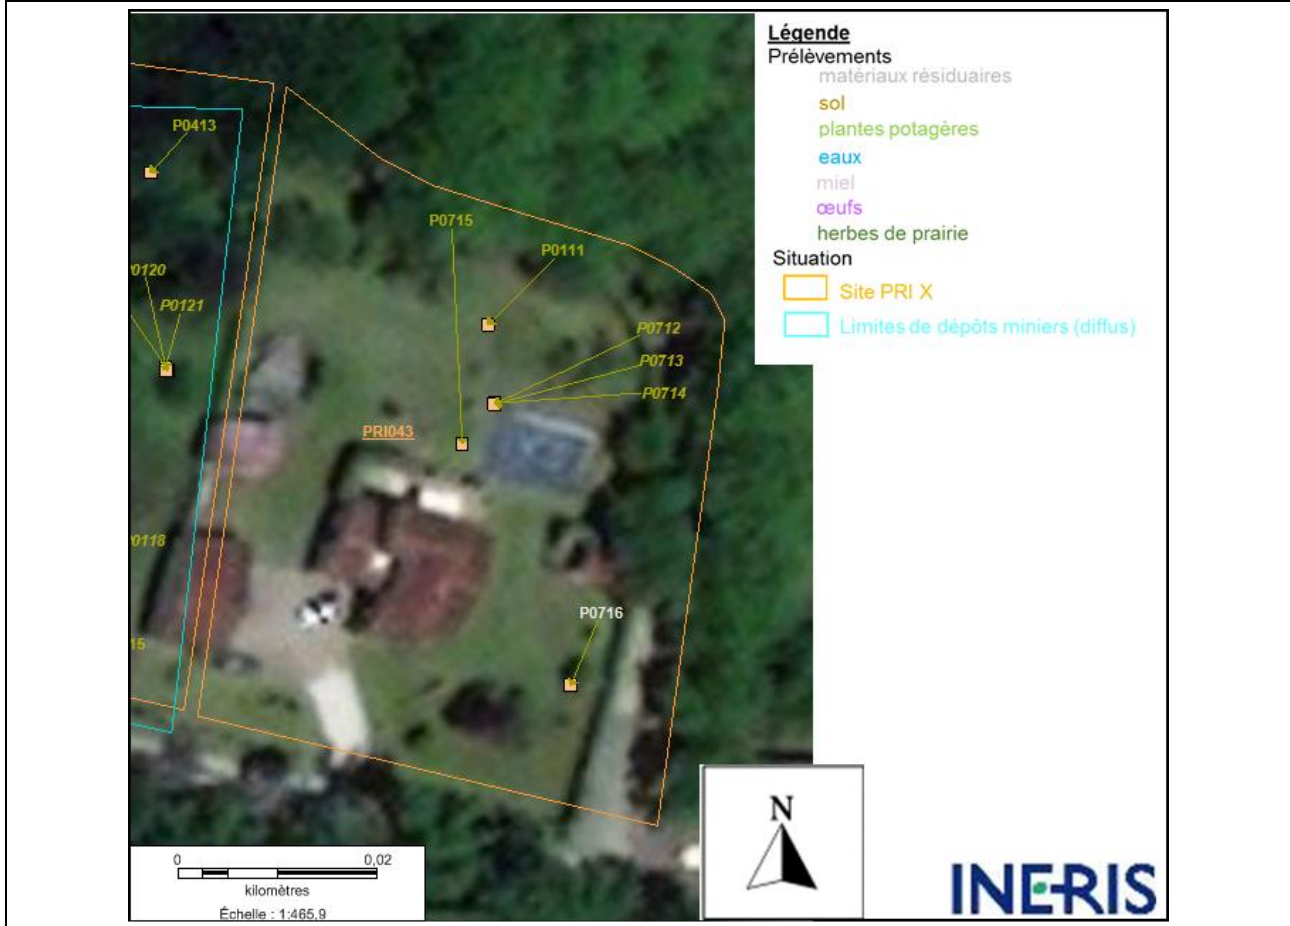 Légende
Prélèvements
matériaux résiduaires
sol
plantes potagères
eaux
miel
œufs
herbes de prairie
Situation
Site PRI X
Limites de dépôts miniers (diffus)
P0413
P0715
P0111
0120
P0121
P0712
P0713
P0714
PRI043
0118
P0716
15
N
0 0,02
kilomètres
Échelle : 1:465,9
INERIS